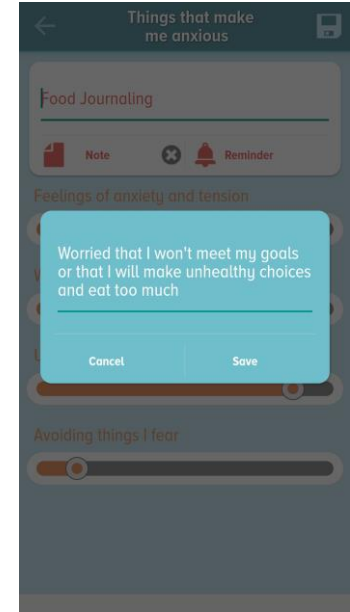 Things that make
me anxious
Food Journaling
Note
Reminder
Feelings of anxiety and tension
Worried that I won't meet my goals
or that I will make unhealthy choices
and eat too much
Cancel
Save
Avoiding things I fear